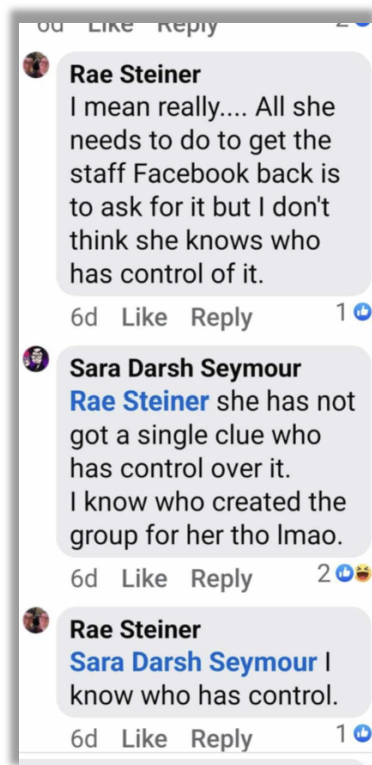 6d Like Reply 2
Rae Steiner
I mean really.... All she
needs to do to get the
staff Facebook back is
to ask for it but I don't
think she knows who
has control of it.
6d Like Reply 1
Sara Darsh Seymour
Rae Steiner she has not
got a single clue who
has control over it.
I know who created the
group for her tho lmao.
6d Like Reply 2
Rae Steiner
Sara Darsh Seymour I
know who has control.
6d Like Reply 1